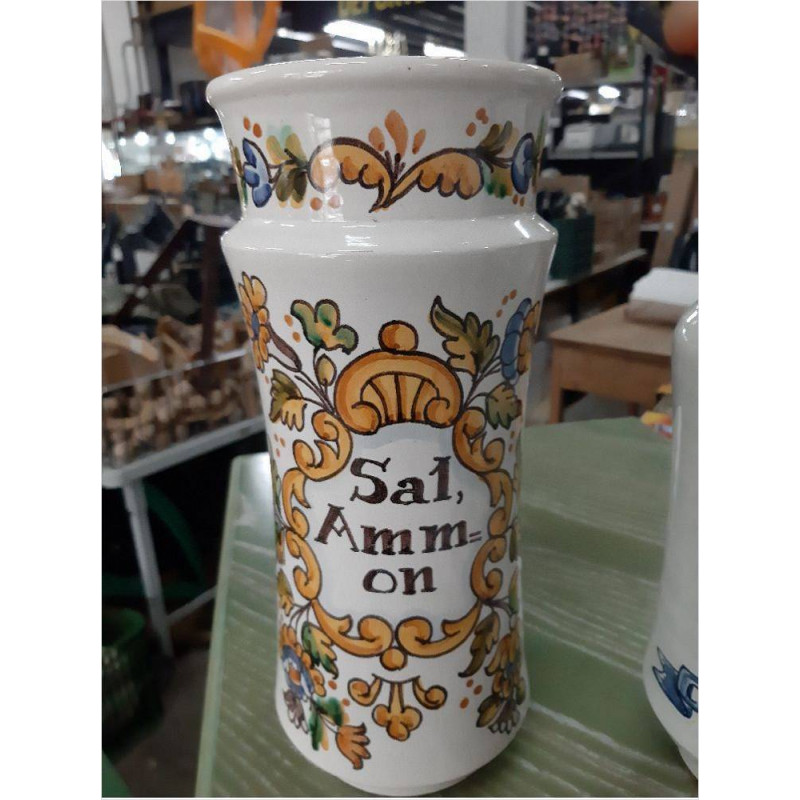 Sal,
Amm=
on